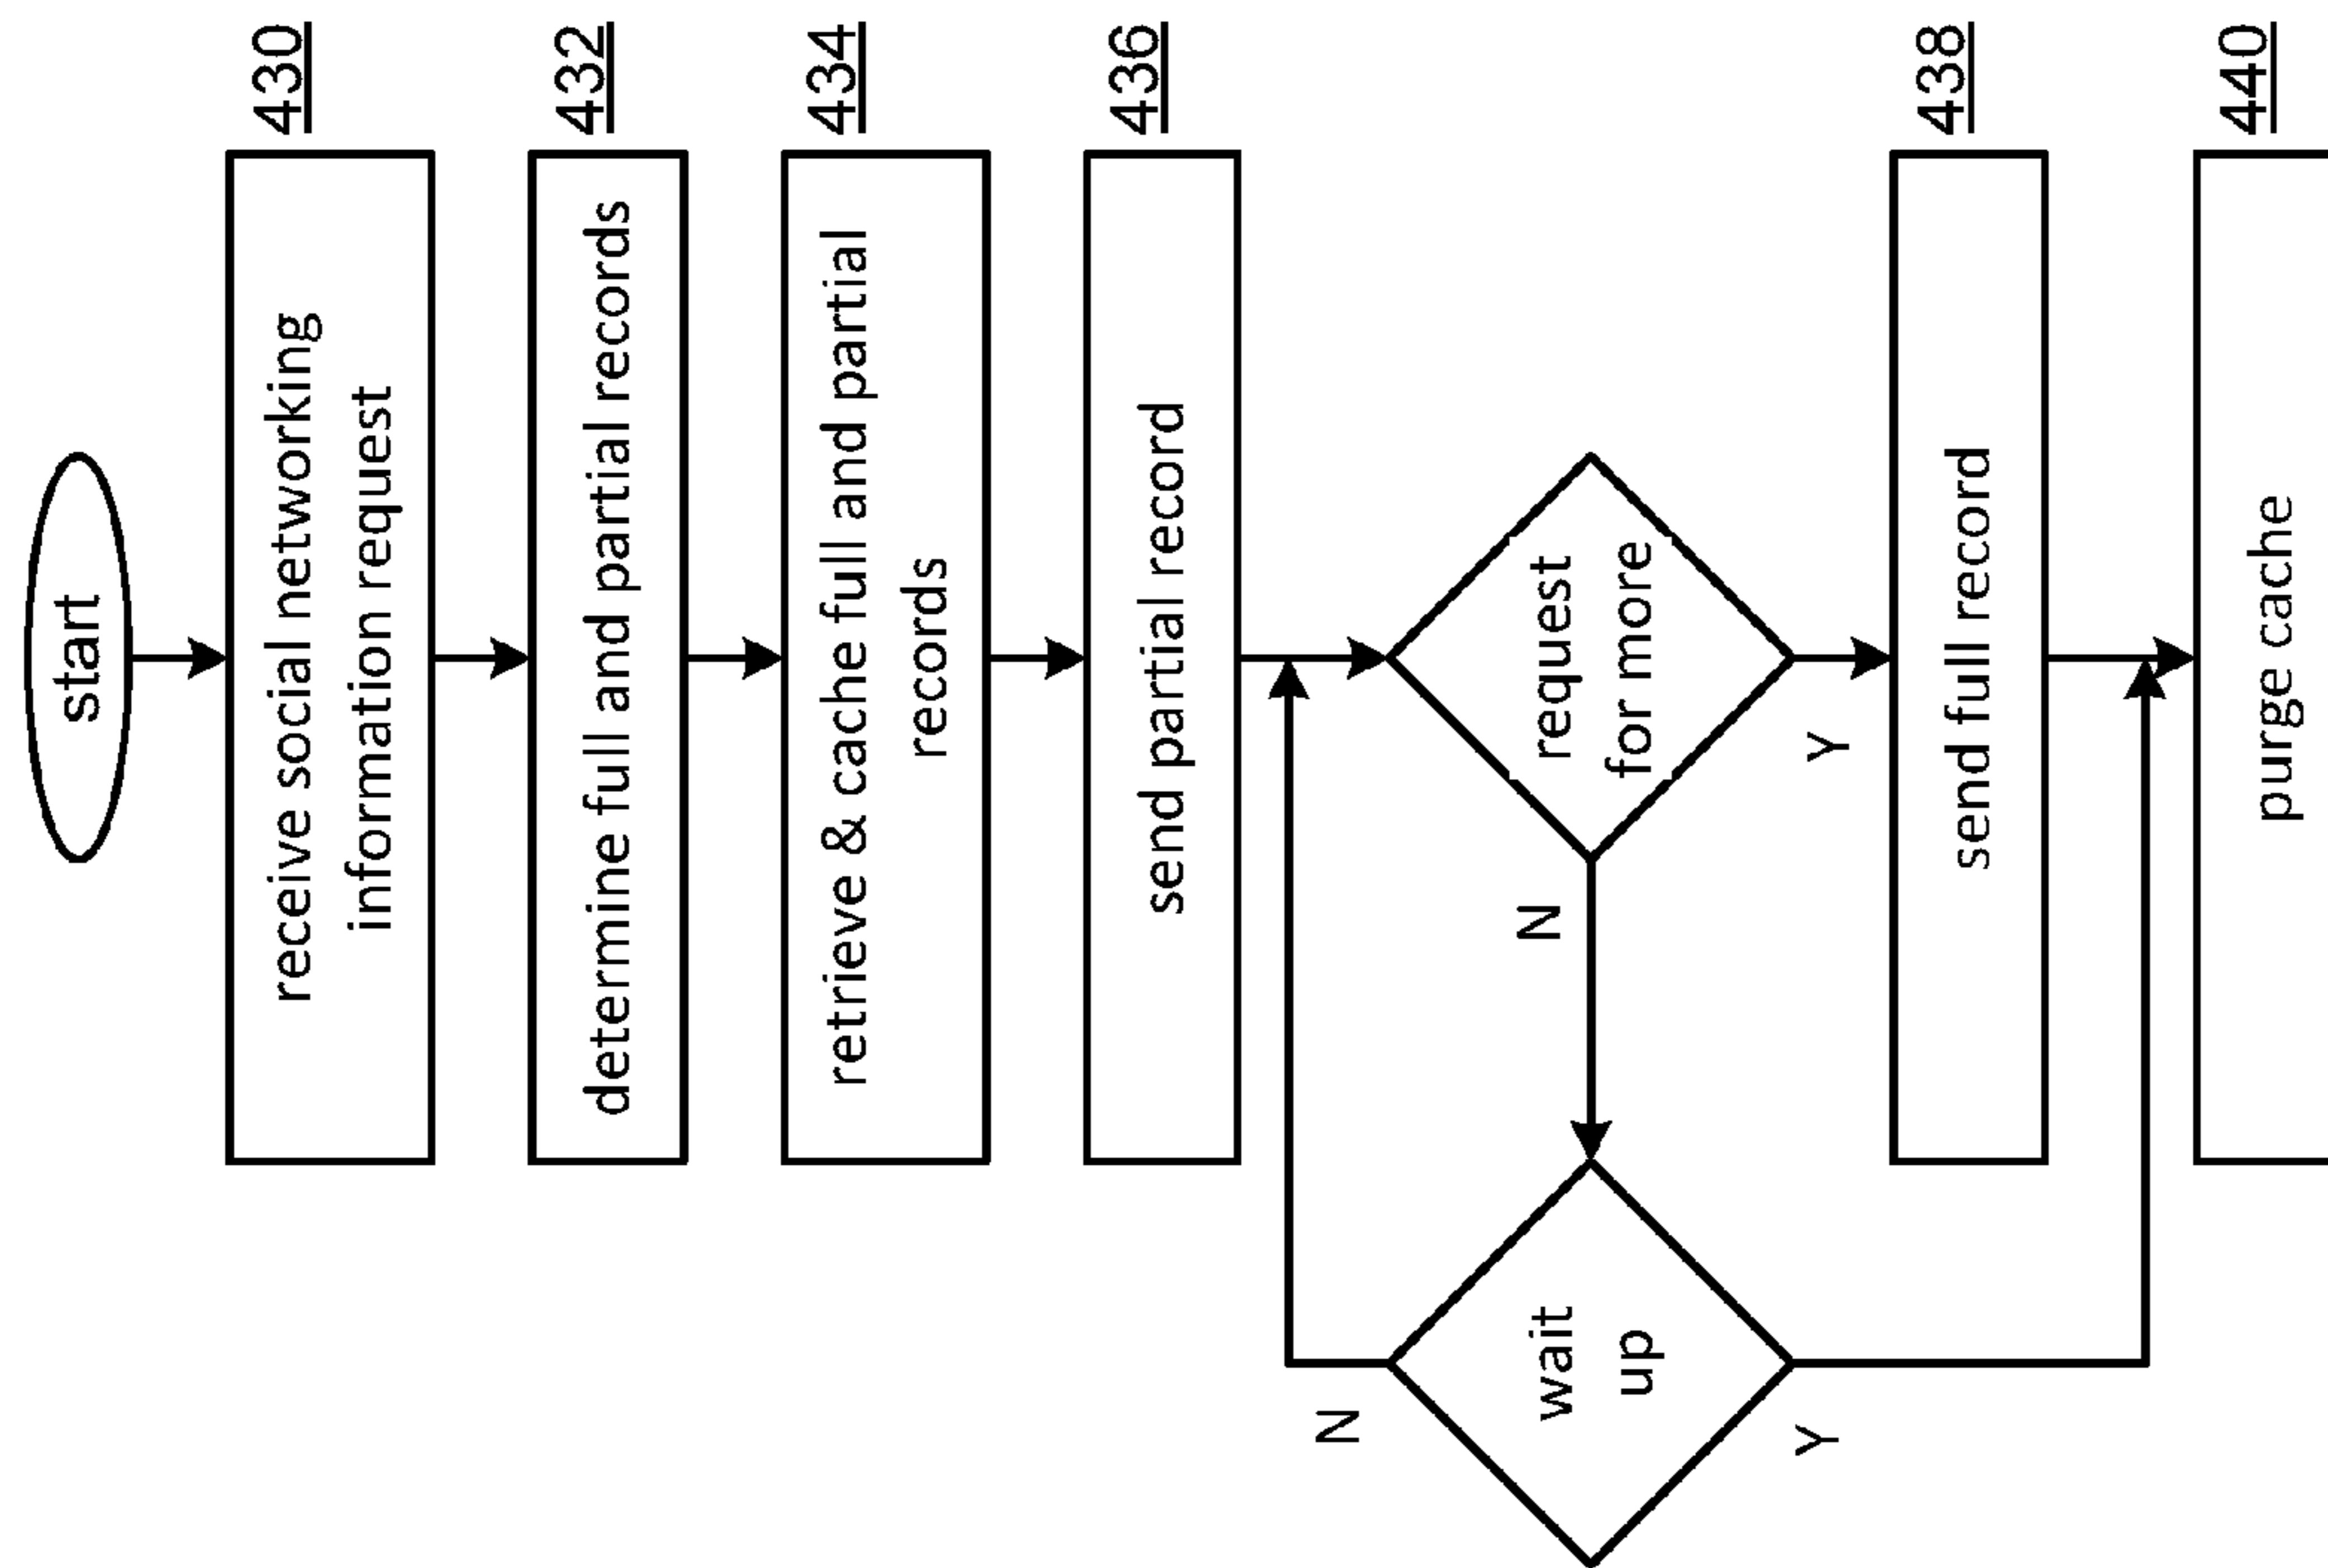 start
430
receive social networking
information request
432
determine full and partial records
434
retrieve & cache full and partial
records
436
send partial record
request
for more
N
Y
wait
up
N
Y
438
send full record
440
purge cache